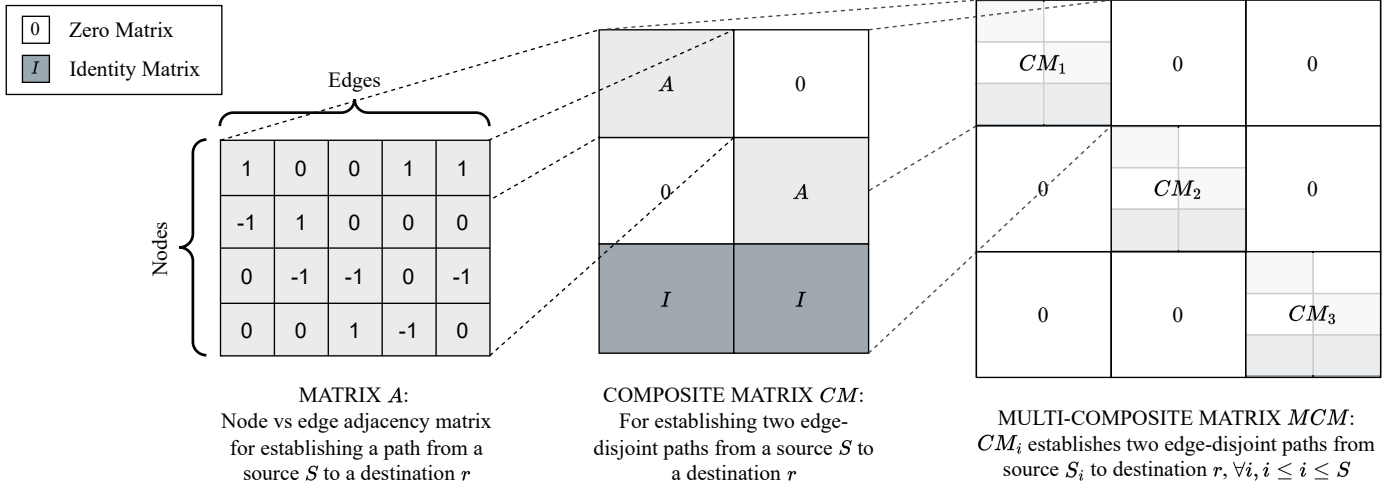 0 Zero Matrix
I Identity Matrix
Edges
Nodes
1 0 0 1 1
-1 1 0 0 0
0 -1 -1 0 -1
0 0 1 -1 0
MATRIX A:
Node vs edge adjacency matrix
for establishing a path from a
source S to a destination r
A 0
0 A
I I
COMPOSITE MATRIX CM:
For establishing two edge-
disjoint paths from a source S to
a destination r
CM₁ 0 0
0 CM₂ 0
0 0 CM₃
MULTI-COMPOSITE MATRIX MCM:
CMᵢ establishes two edge-disjoint paths from
source Sᵢ to destination r, ∀i, i ≤ i ≤ S